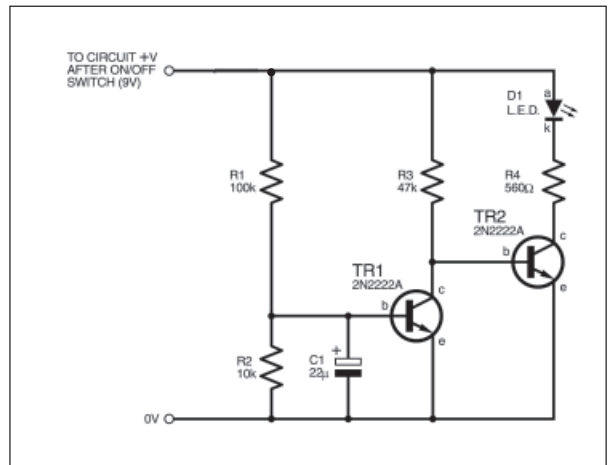 TO CIRCUIT +V
AFTER ON/OFF
SWITCH (9V)
D1
L.E.D.
a
k
R1
100k
R3
47k
R4
560Ω
TR2
2N2222A
b
c
e
TR1
2N2222A
b
c
e
R2
10k
C1
22µ
+
0V